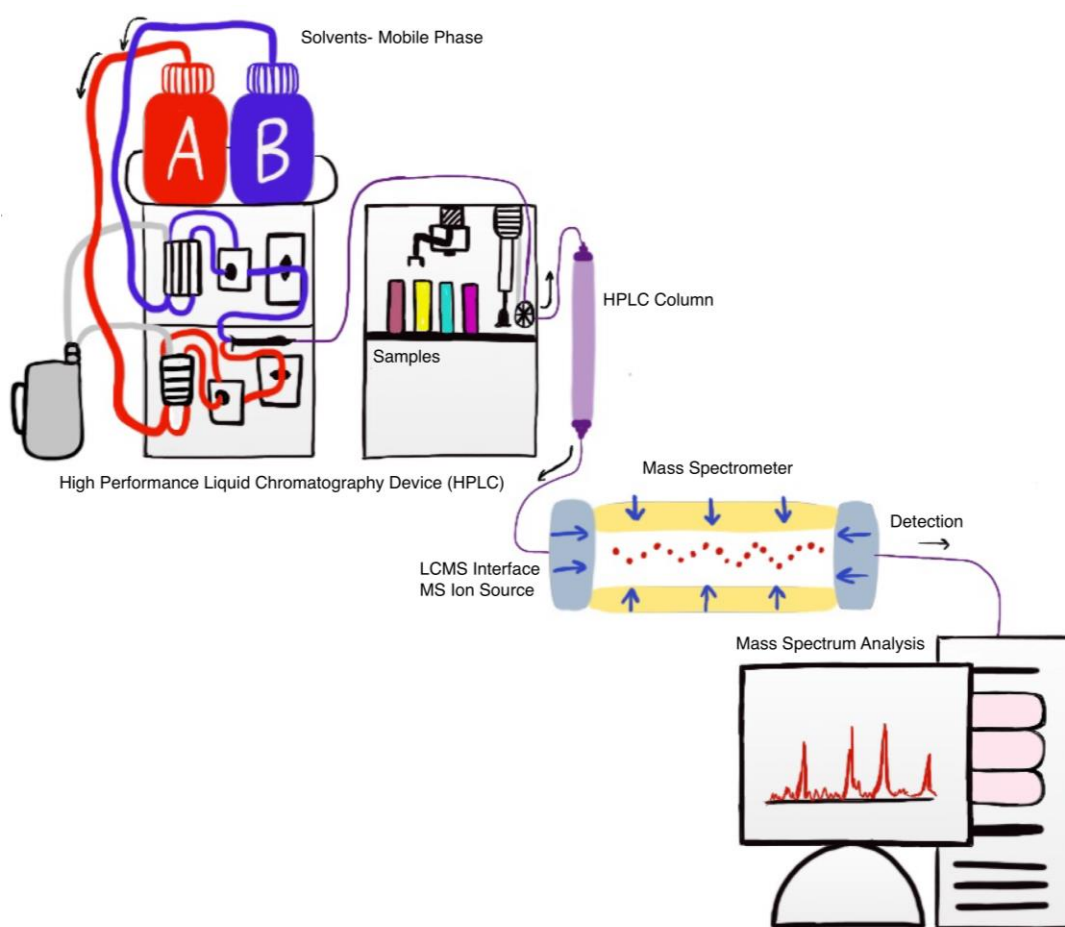 Solvents- Mobile Phase
A
B
HPLC Column
Samples
High Performance Liquid Chromatography Device (HPLC)
Mass Spectrometer
Detection
LCMS Interface
MS Ion Source
Mass Spectrum Analysis